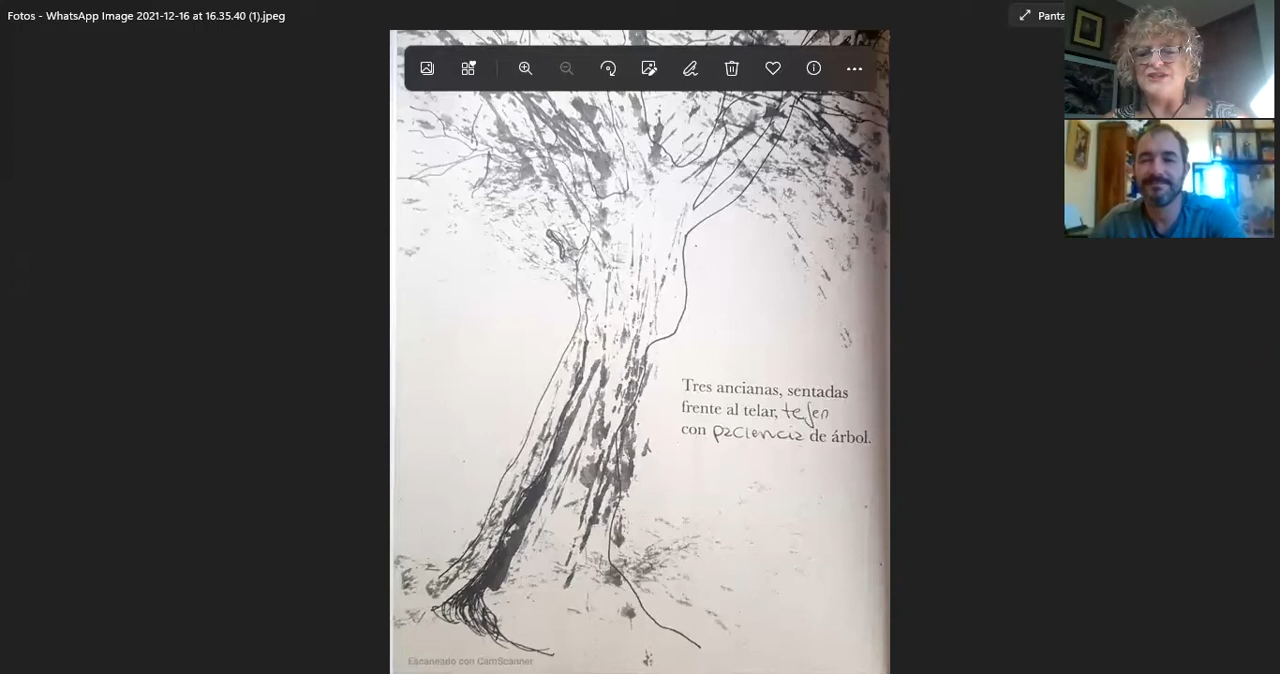 Fotos - WhatsApp Image 2021-12-16 at 16.35.40 (1).jpeg
Panta
Tres ancianas, sentadas
frente al telar, tejen
con paciencia de árbol.
Escaneado con CamScanner